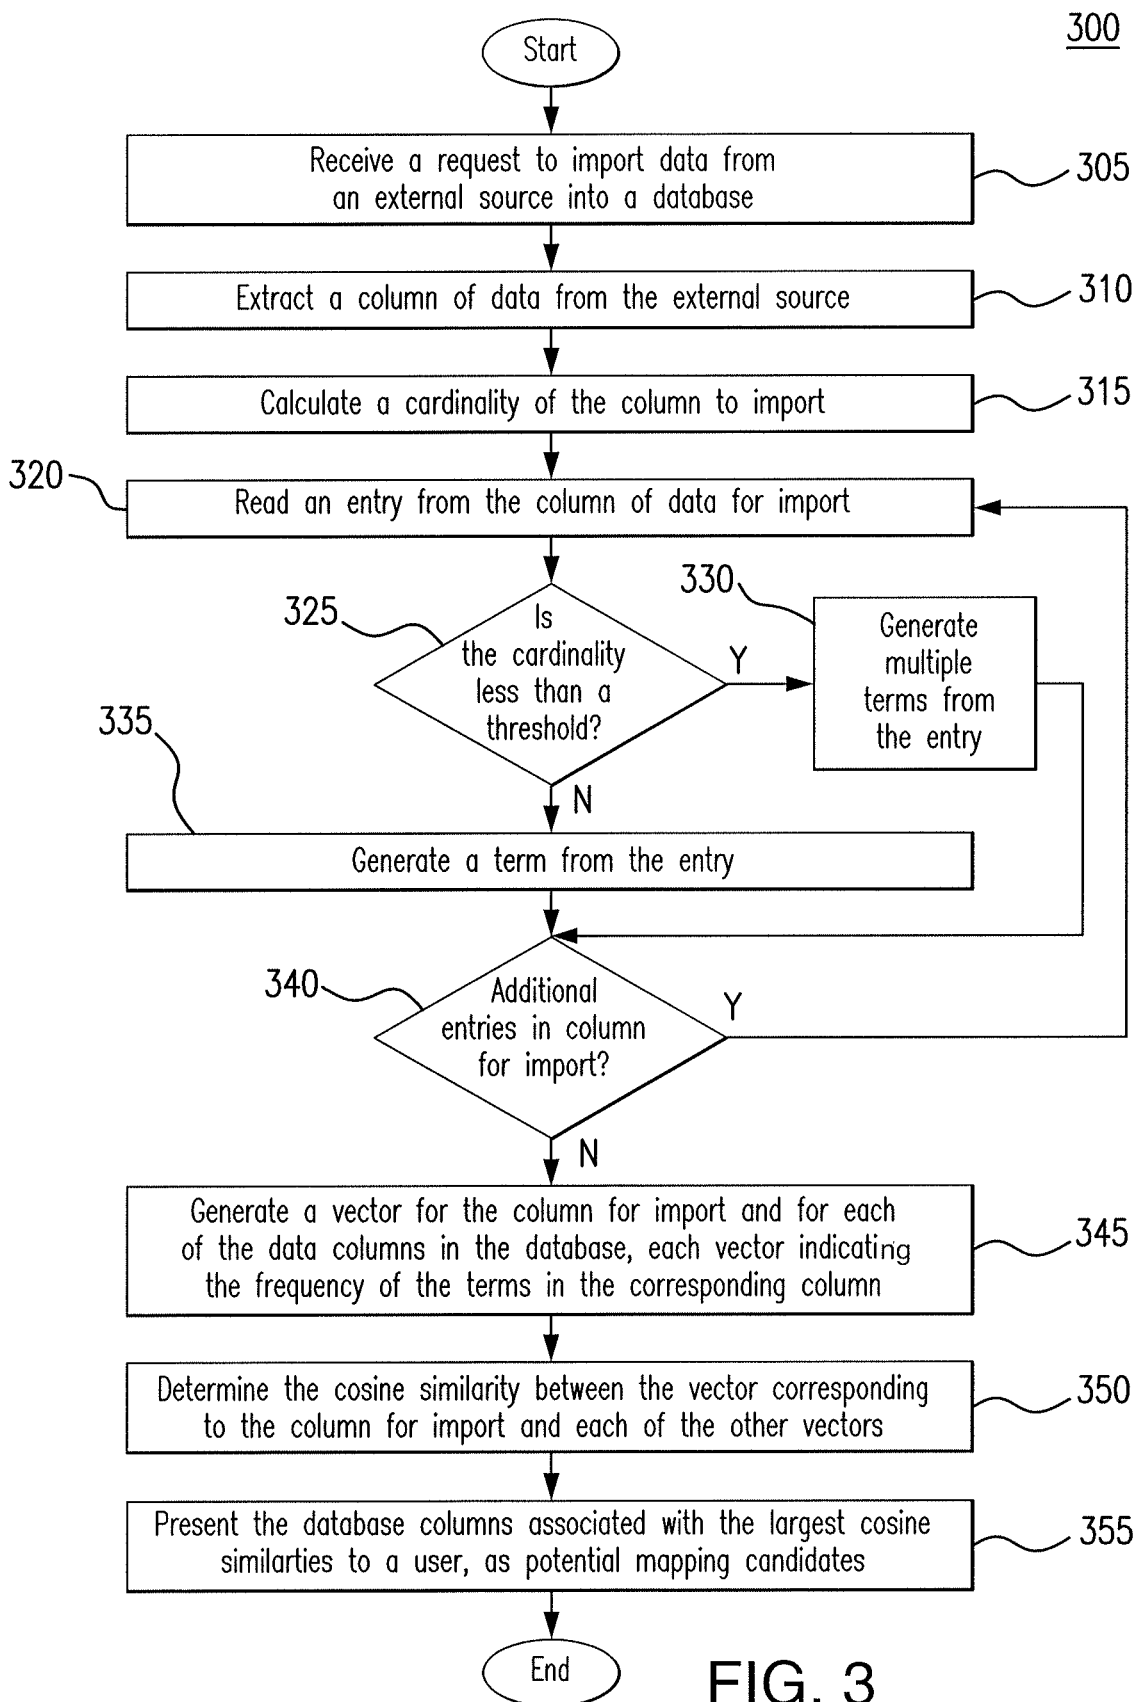 300
Start
Receive a request to import data from
an external source into a database
305
Extract a column of data from the external source
310
Calculate a cardinality of the column to import
315
320
Read an entry from the column of data for import
325
Is
the cardinality
less than a
threshold?
Y
330
Generate
multiple
terms from
the entry
335
N
Generate a term from the entry
340
Additional
entries in column
for import?
Y
N
Generate a vector for the column for import and for each
of the data columns in the database, each vector indicating
the frequency of the terms in the corresponding column
345
Determine the cosine similarity between the vector corresponding
to the column for import and each of the other vectors
350
Present the database columns associated with the largest cosine
similarties to a user, as potential mapping candidates
355
End
FIG. 3